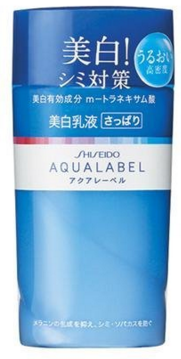 美白!
シミ対策
うるおい
高密度
美白有効成分 m－トラネキサム酸
美白乳液 さっぱり
SHISEIDO
AQUALABEL
アクアレーベル
メラニンの生成を抑え、シミ・ソバカスを防ぐ